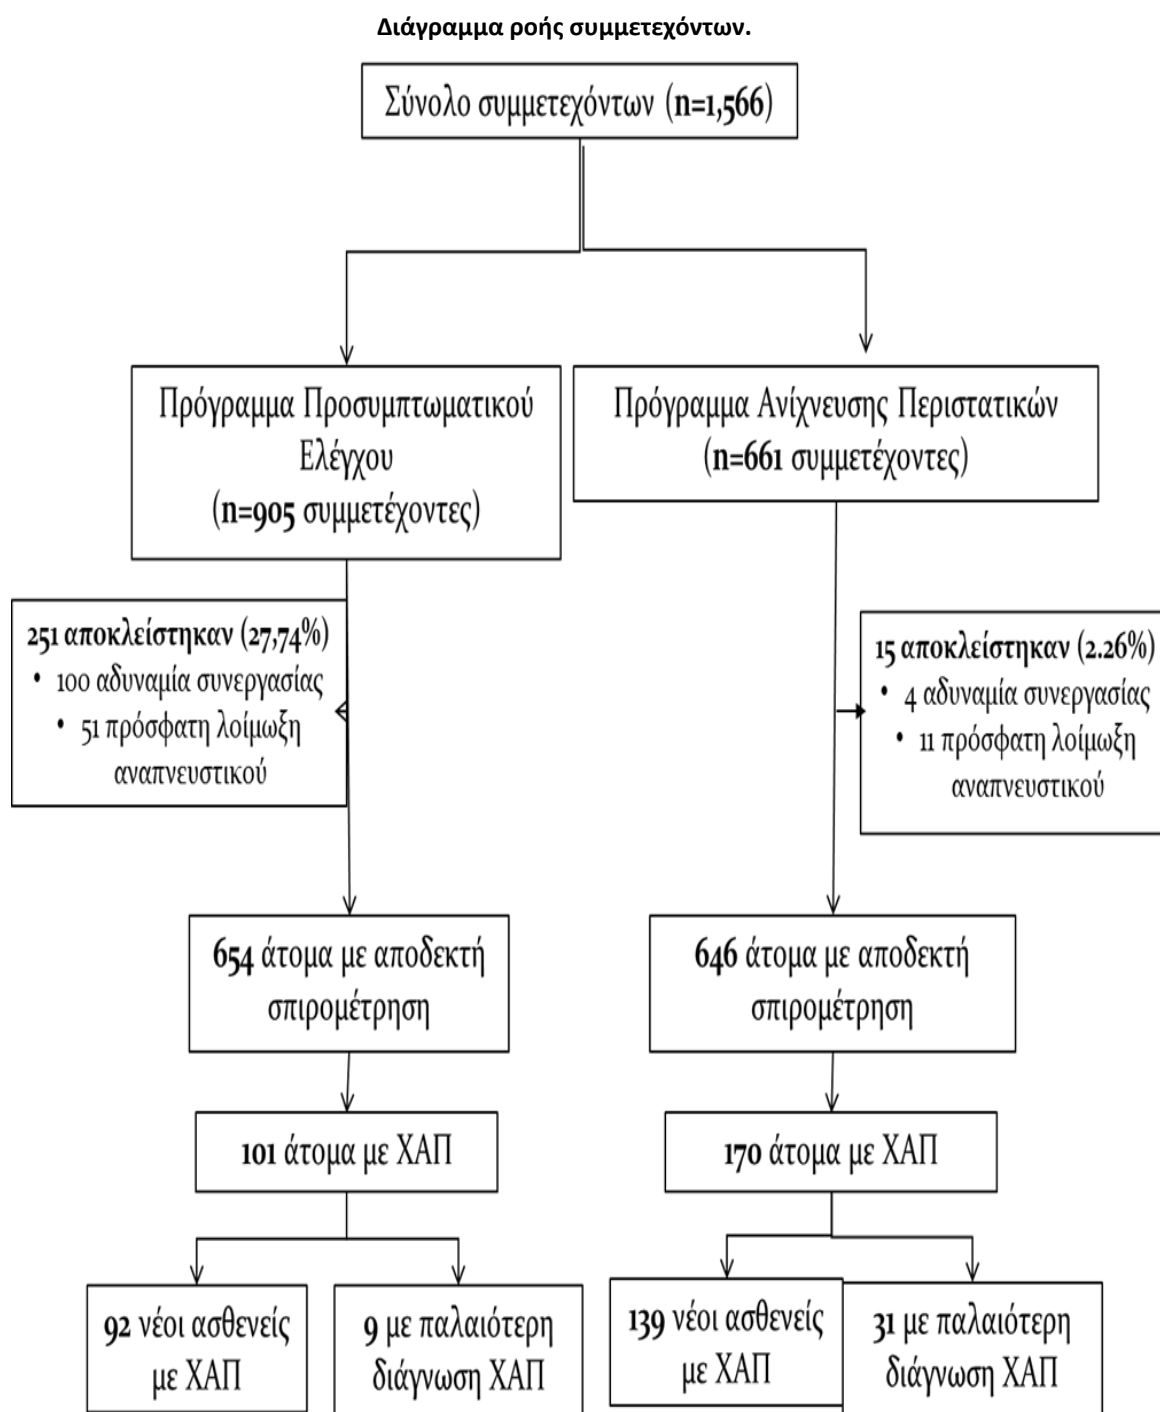 Διάγραμμα ροής συμμετεχόντων.
Σύνολο συμμετεχόντων (n=1,566)
Πρόγραμμα Προσυμπτωματικού
Ελέγχου
(n=905 συμμετέχοντες)
Πρόγραμμα Ανίχνευσης Περιστατικών
(n=661 συμμετέχοντες)
251 αποκλείστηκαν (27,74%)
• 100 αδυναμία συνεργασίας
• 51 πρόσφατη λοίμωξη
αναπνευστικού
15 αποκλείστηκαν (2.26%)
• 4 αδυναμία συνεργασίας
• 11 πρόσφατη λοίμωξη
αναπνευστικού
654 άτομα με αποδεκτή
σπιρομέτρηση
646 άτομα με αποδεκτή
σπιρομέτρηση
101 άτομα με ΧΑΠ
170 άτομα με ΧΑΠ
92 νέοι ασθενείς
με ΧΑΠ
9 με παλαιότερη
διάγνωση ΧΑΠ
139 νέοι ασθενείς
με ΧΑΠ
31 με παλαιότερη
διάγνωση ΧΑΠ